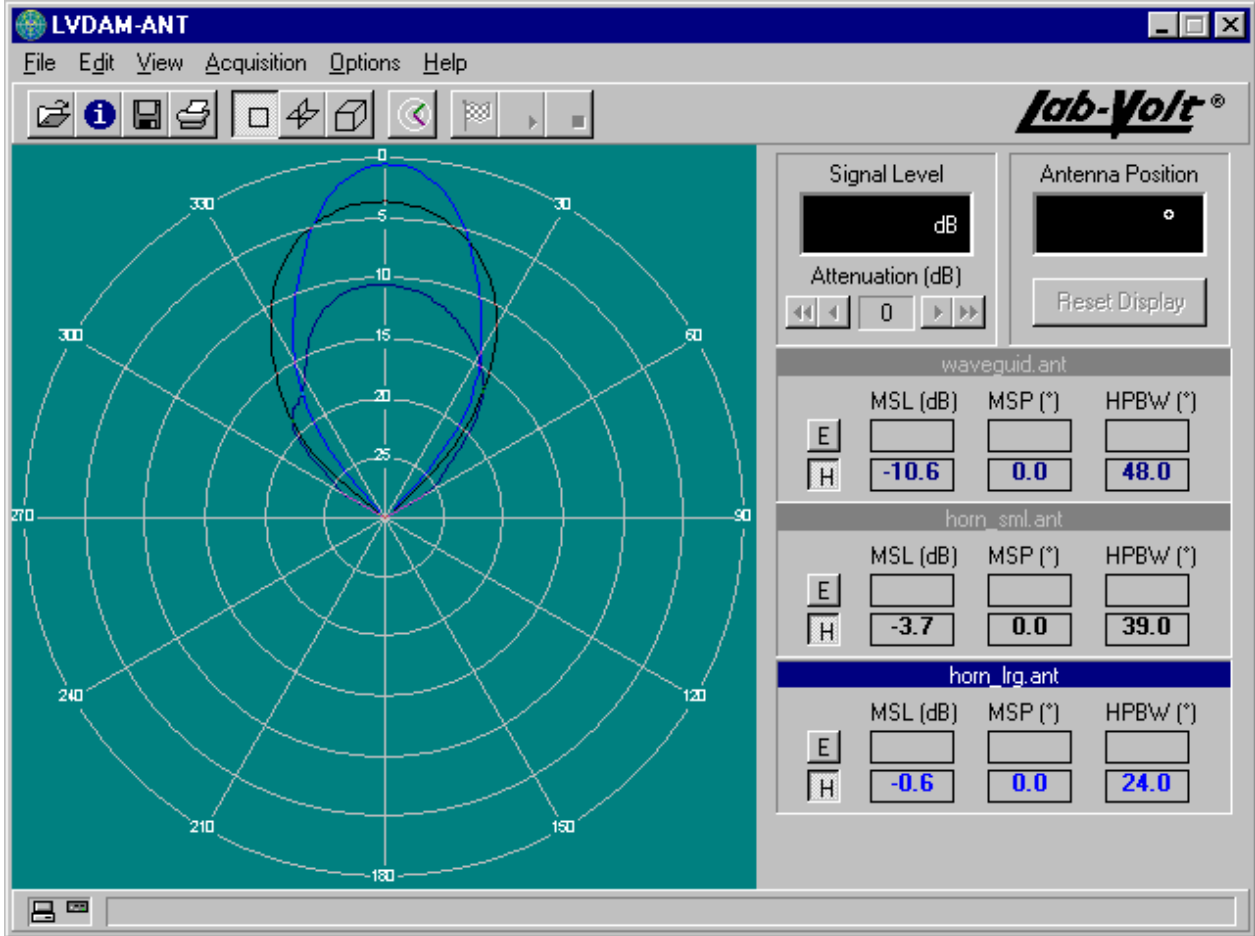 LVDAM-ANT
File Edit View Acquisition Options Help
Lab-Volt ®
0
330 30
5
10
300 15 60
20
25
270 90
240 120
210 150
180
Signal Level Antenna Position
dB °
Attenuation (dB)
0 Reset Display
waveguid.ant
MSL (dB) MSP (°) HPBW (°)
E
H -10.6 0.0 48.0
horn_sml.ant
MSL (dB) MSP (°) HPBW (°)
E
H -3.7 0.0 39.0
horn_lrg.ant
MSL (dB) MSP (°) HPBW (°)
E
H -0.6 0.0 24.0